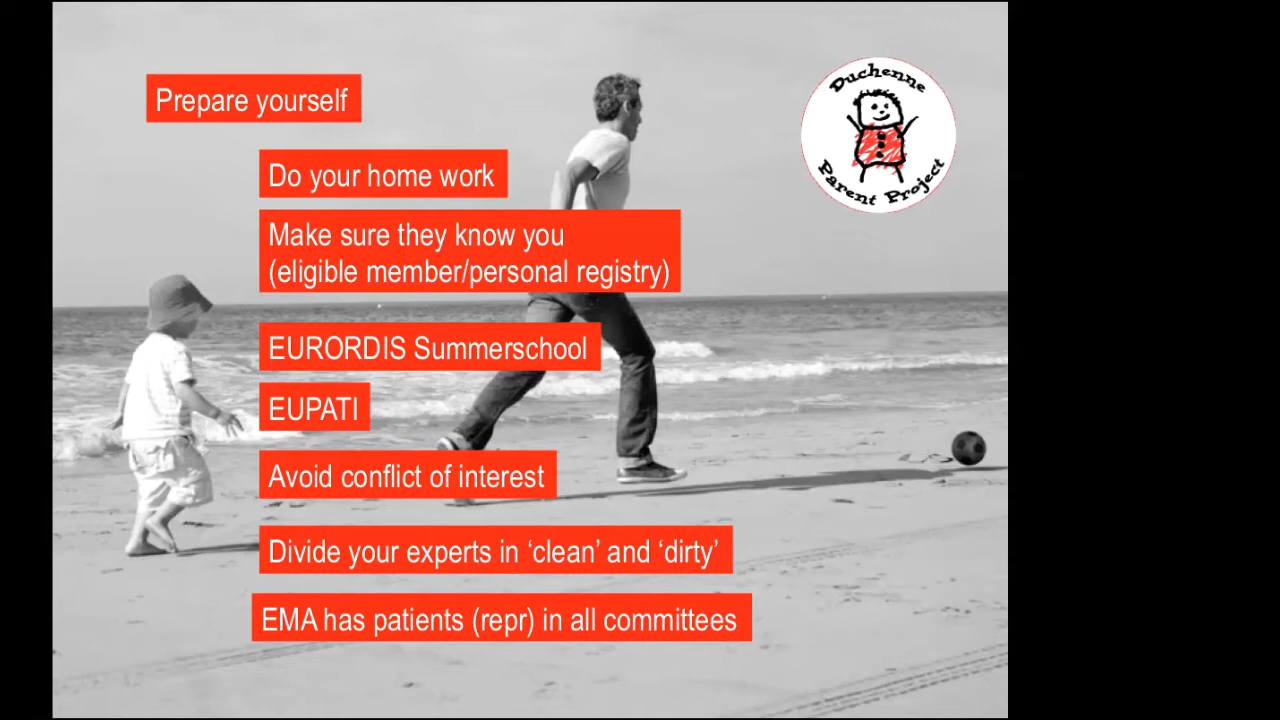 Prepare yourself
Duchenne
Parent Project
Do your home work
Make sure they know you
(eligible member/personal registry)
EURORDIS Summerschool
EUPATI
Avoid conflict of interest
Divide your experts in ‘clean’ and ‘dirty’
EMA has patients (repr) in all committees